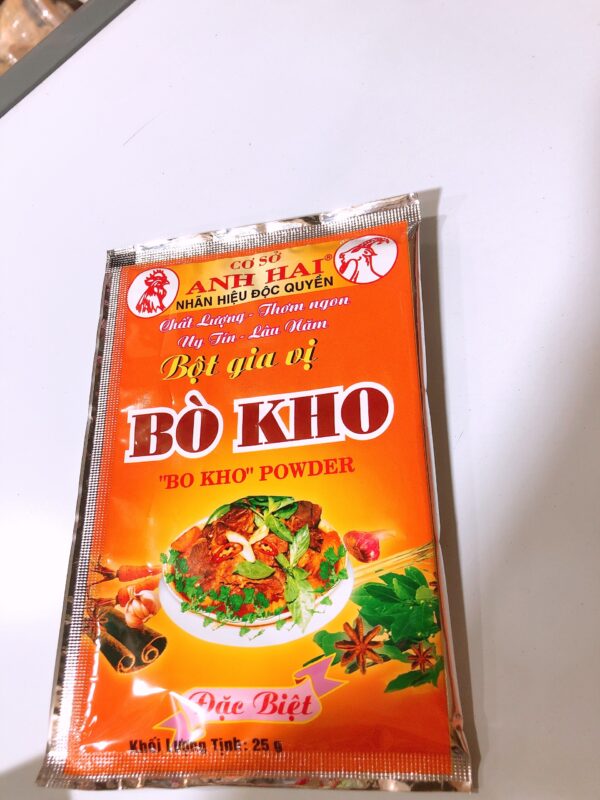 CƠ SỞ
ANH HAI®
NHÃN HIỆU ĐỘC QUYỀN
Chất Lượng - Thơm ngon
Uy Tín - Lâu Năm
Bột gia vị
BÒ KHO
"BO KHO" POWDER
Đặc Biệt
Khối Lượng Tịnh: 25 g